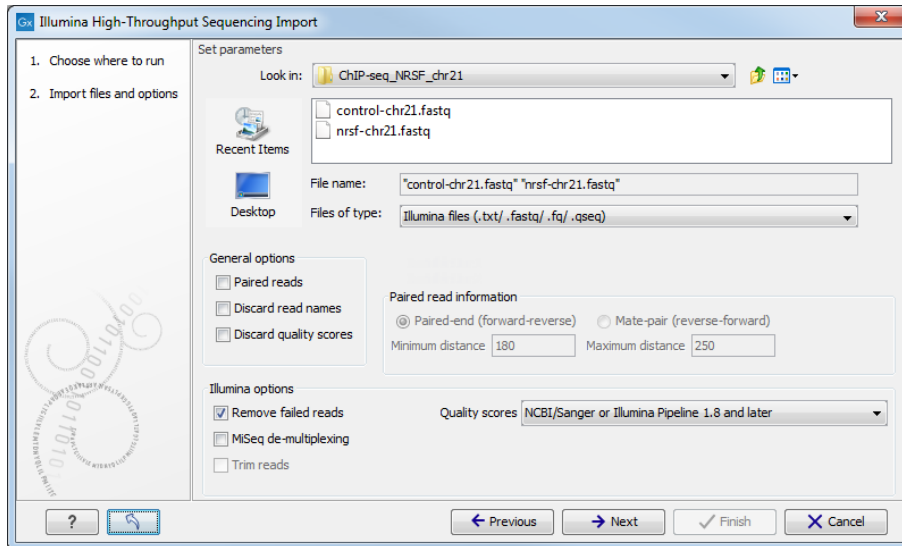 Gx Illumina High-Throughput Sequencing Import
1. Choose where to run
2. Import files and options
Set parameters
Look in: ChIP-seq_NRSF_chr21
control-chr21.fastq
nrsf-chr21.fastq
Recent Items
Desktop
File name: "control-chr21.fastq" "nrsf-chr21.fastq"
Files of type: Illumina files (.txt/ .fastq/ .fq/ .qseq)
General options
Paired reads
Discard read names
Discard quality scores
Paired read information
Paired-end (forward-reverse) Mate-pair (reverse-forward)
Minimum distance 180 Maximum distance 250
Illumina options
Remove failed reads Quality scores NCBI/Sanger or Illumina Pipeline 1.8 and later
MiSeq de-multiplexing
Trim reads
? Previous Next Finish Cancel